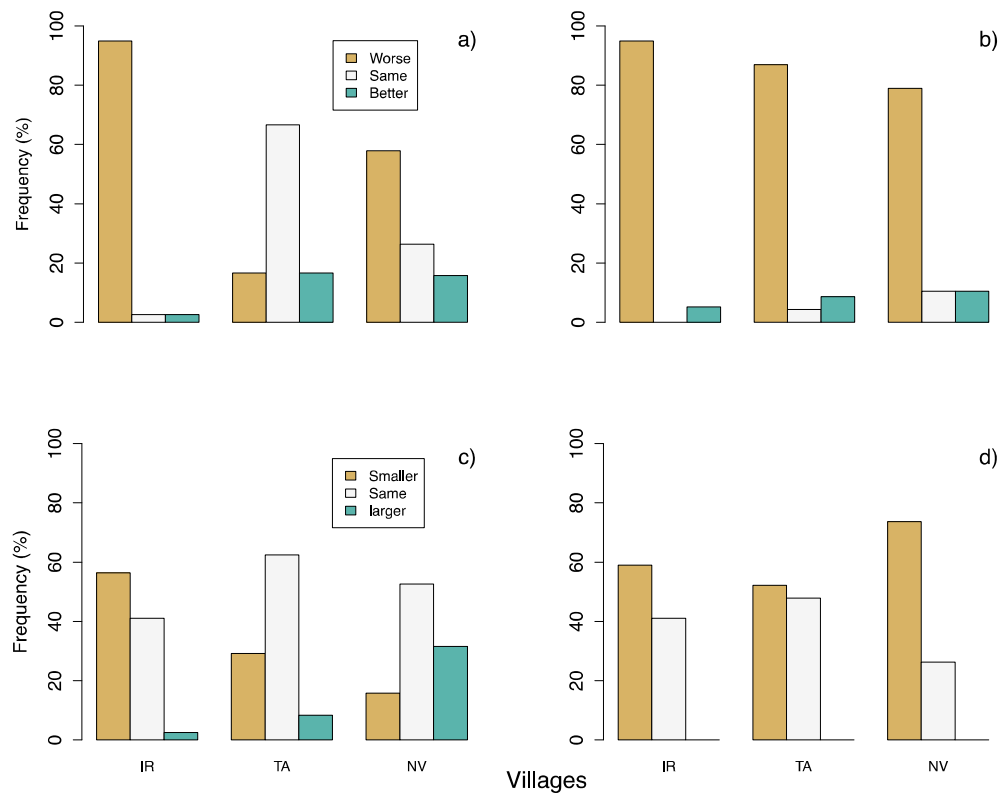 a)
Worse
Same
Better
Frequency (%)
0 20 40 60 80 100
b)
0 20 40 60 80 100
c)
Smaller
Same
larger
Frequency (%)
0 20 40 60 80 100
IR TA NV
d)
0 20 40 60 80 100
IR TA NV
Villages